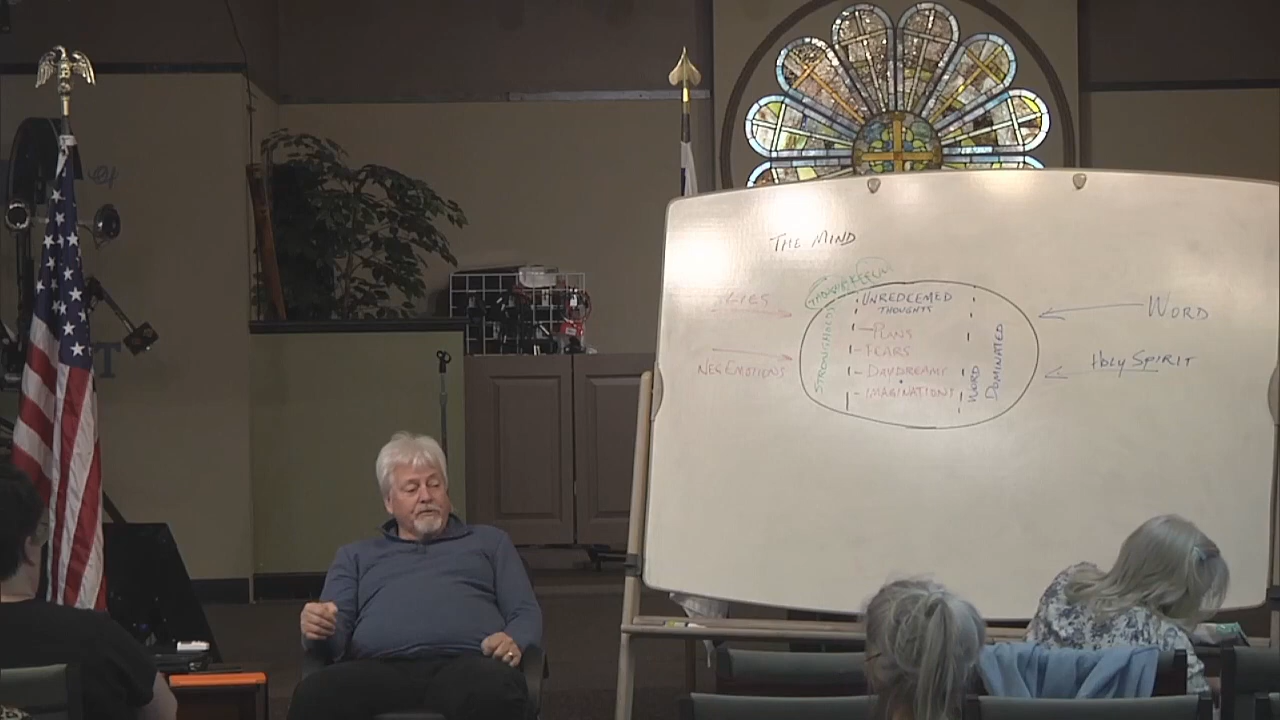 THE MIND
LIES
UNREDEEMED
THOUGHTS
STRONGHOLDS
- PLANS
- FEARS
- DAYDREAMS
- IMAGINATIONS
WORD
DOMINATED
NEG EMOTIONS
WORD
HOLY SPIRIT